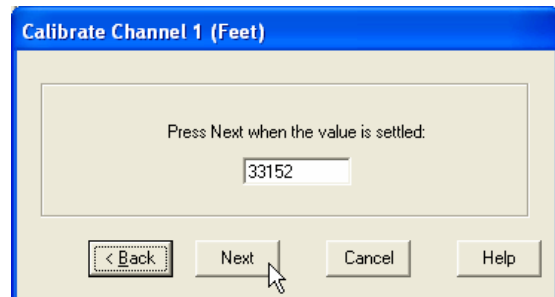 Calibrate Channel 1 (Feet)
Press Next when the value is settled:
33152
< Back Next Cancel Help